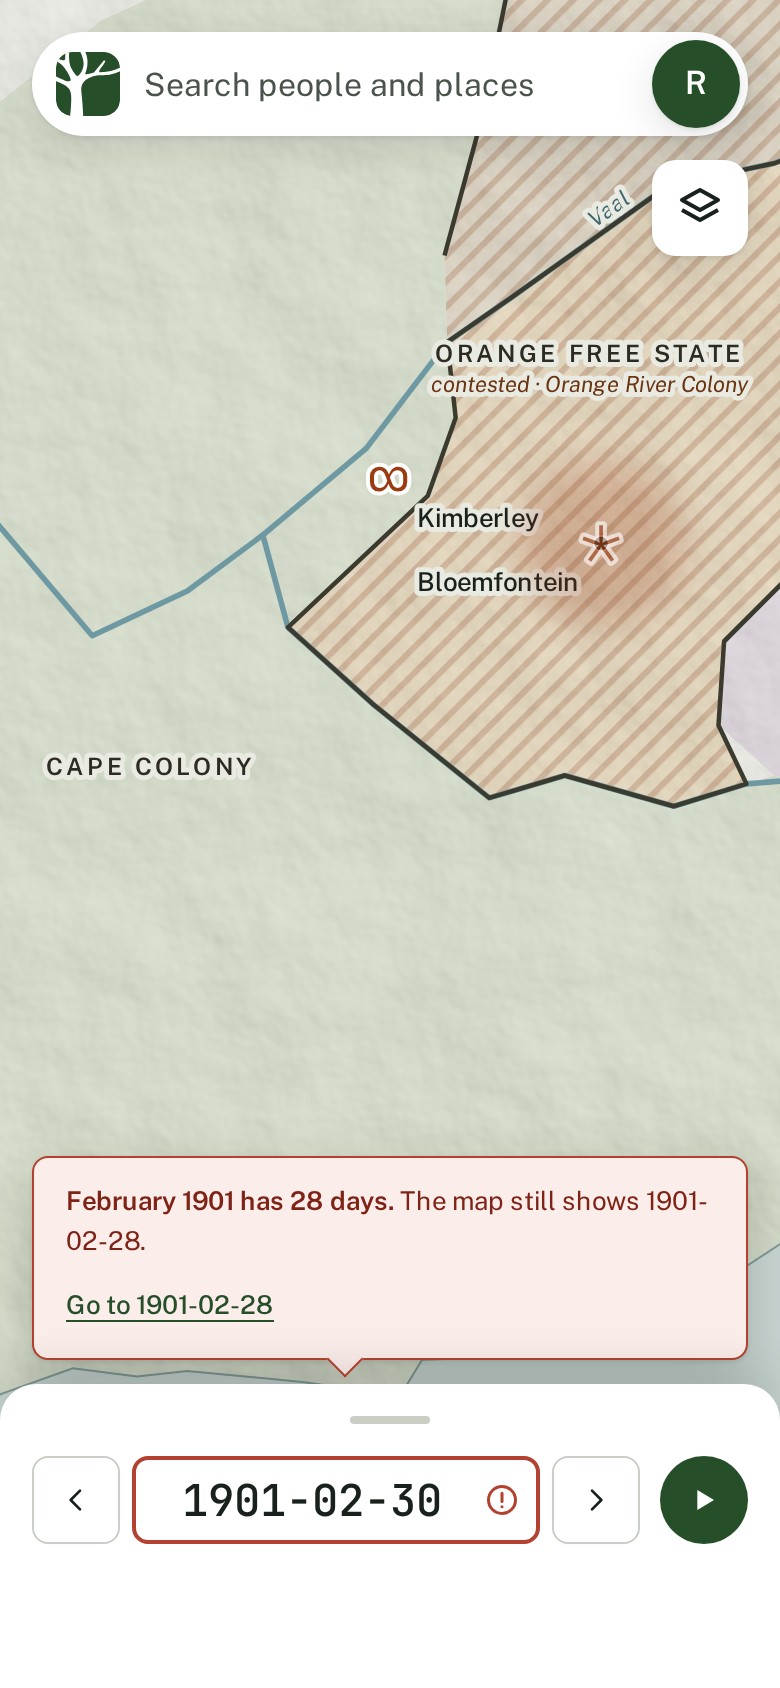 Search people and places
R
Vaal
ORANGE FREE STATE
contested · Orange River Colony
Kimberley
Bloemfontein
CAPE COLONY
February 1901 has 28 days. The map still shows 1901-
02-28.
Go to 1901-02-28
1901-02-30